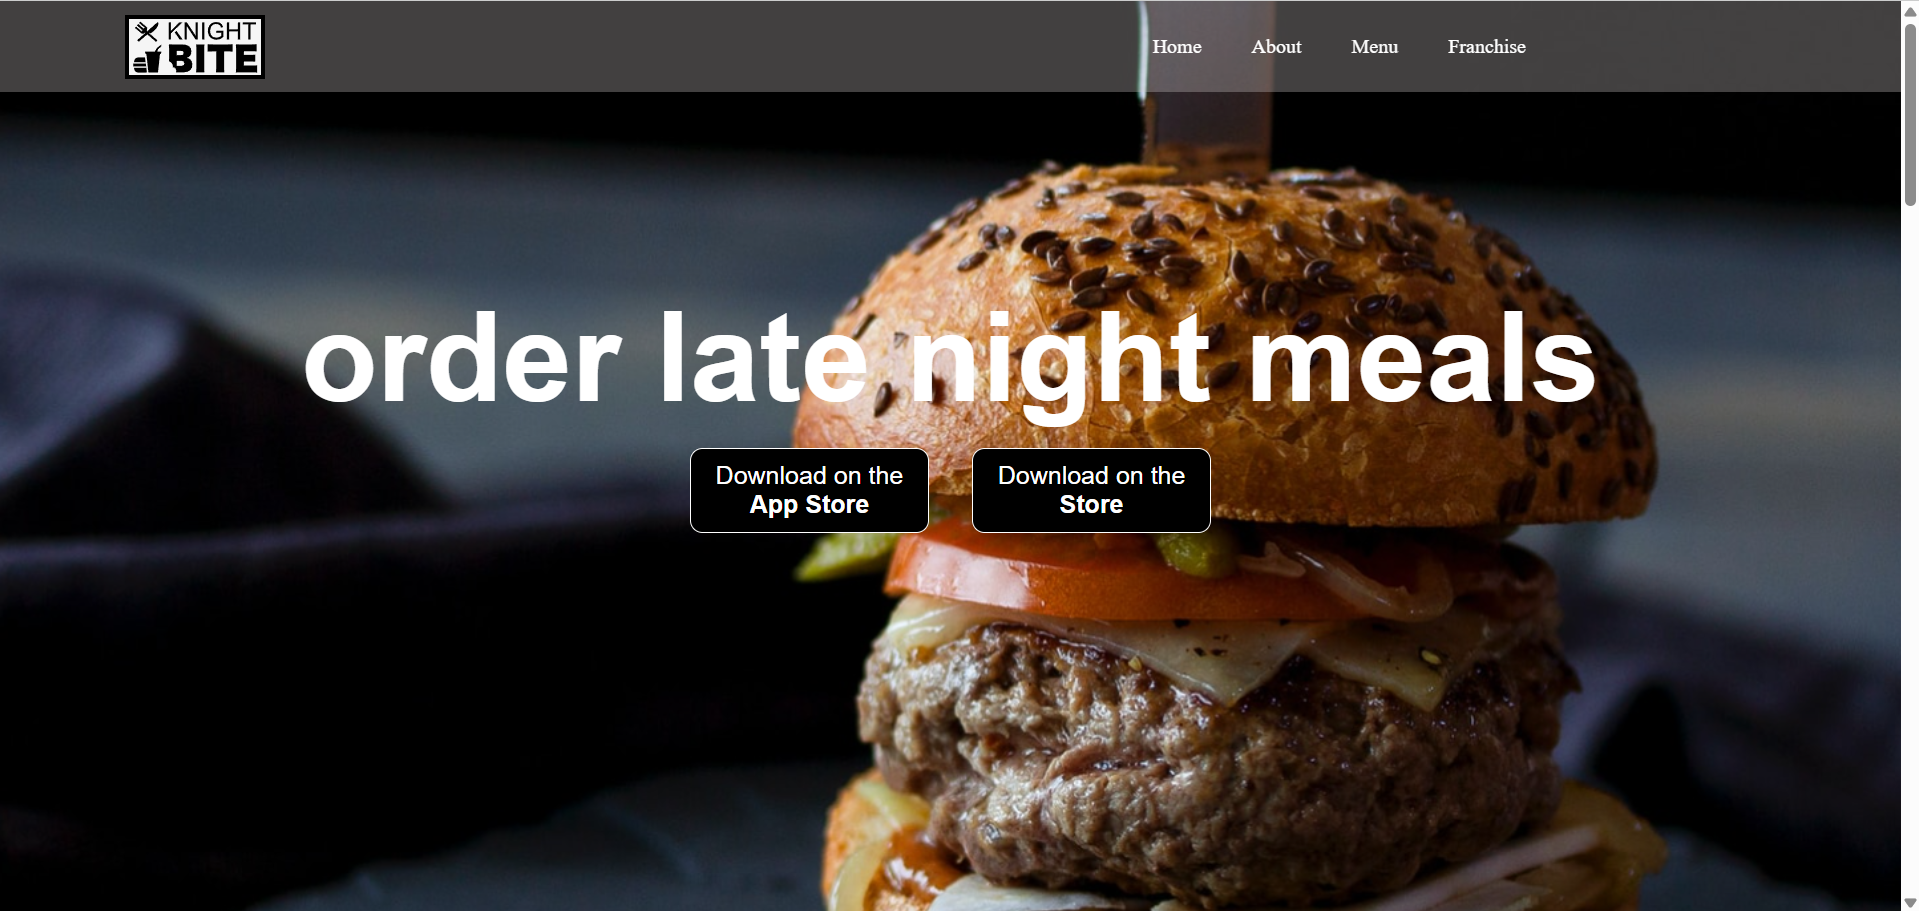 KNIGHT
BITE
Home About Menu Franchise
order late night meals
Download on the
App Store
Download on the
Store